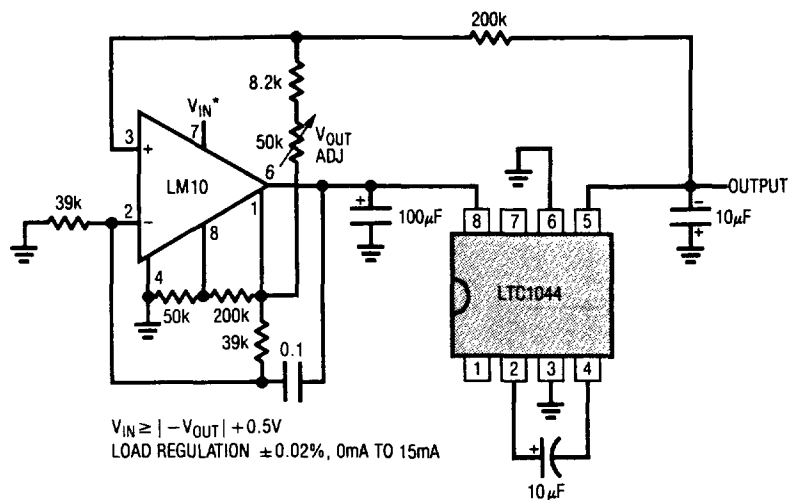 200k
8.2k
VIN*
7
50k
VOUT
ADJ
3
+
LM10
6
39k
2
−
1
8
+
100µF
8
7
6
5
OUTPUT
−
10µF
+
4
LTC1044
50k
200k
39k
0.1
1
2
3
4
VIN ≥ | −VOUT | +0.5V
LOAD REGULATION ±0.02%, 0mA TO 15mA
+
10µF